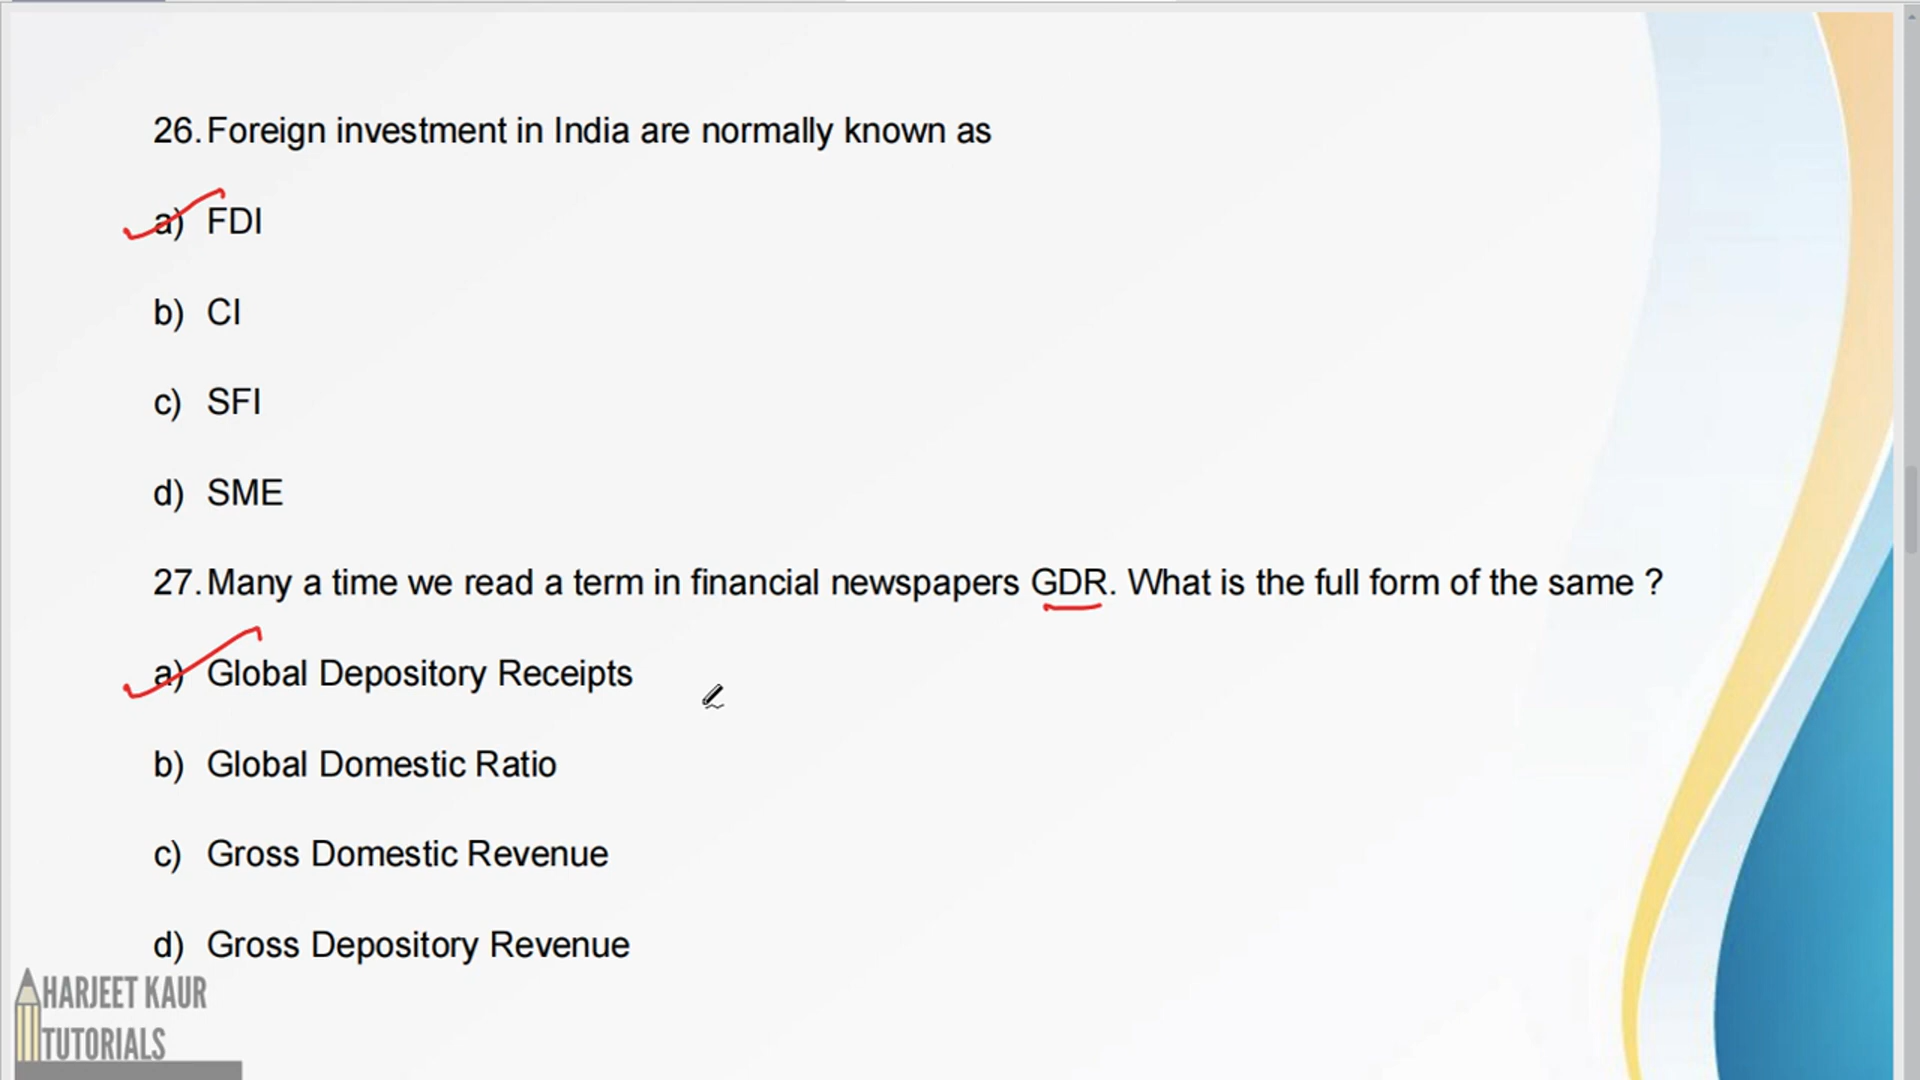 26. Foreign investment in India are normally known as
a) FDI
b) CI
c) SFI
d) SME
27. Many a time we read a term in financial newspapers GDR. What is the full form of the same ?
a) Global Depository Receipts
b) Global Domestic Ratio
c) Gross Domestic Revenue
d) Gross Depository Revenue
HARJEET KAUR
TUTORIALS